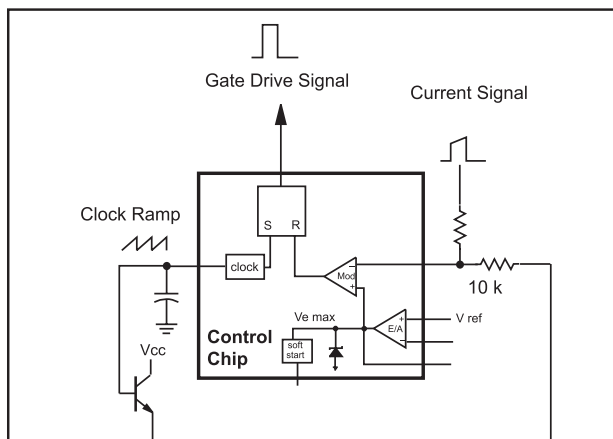 Gate Drive Signal
Current Signal
Clock Ramp
S R
clock
Mod
−
+
10 k
Ve max
V ref
E/A
+
−
soft
start
Control
Chip
Vcc